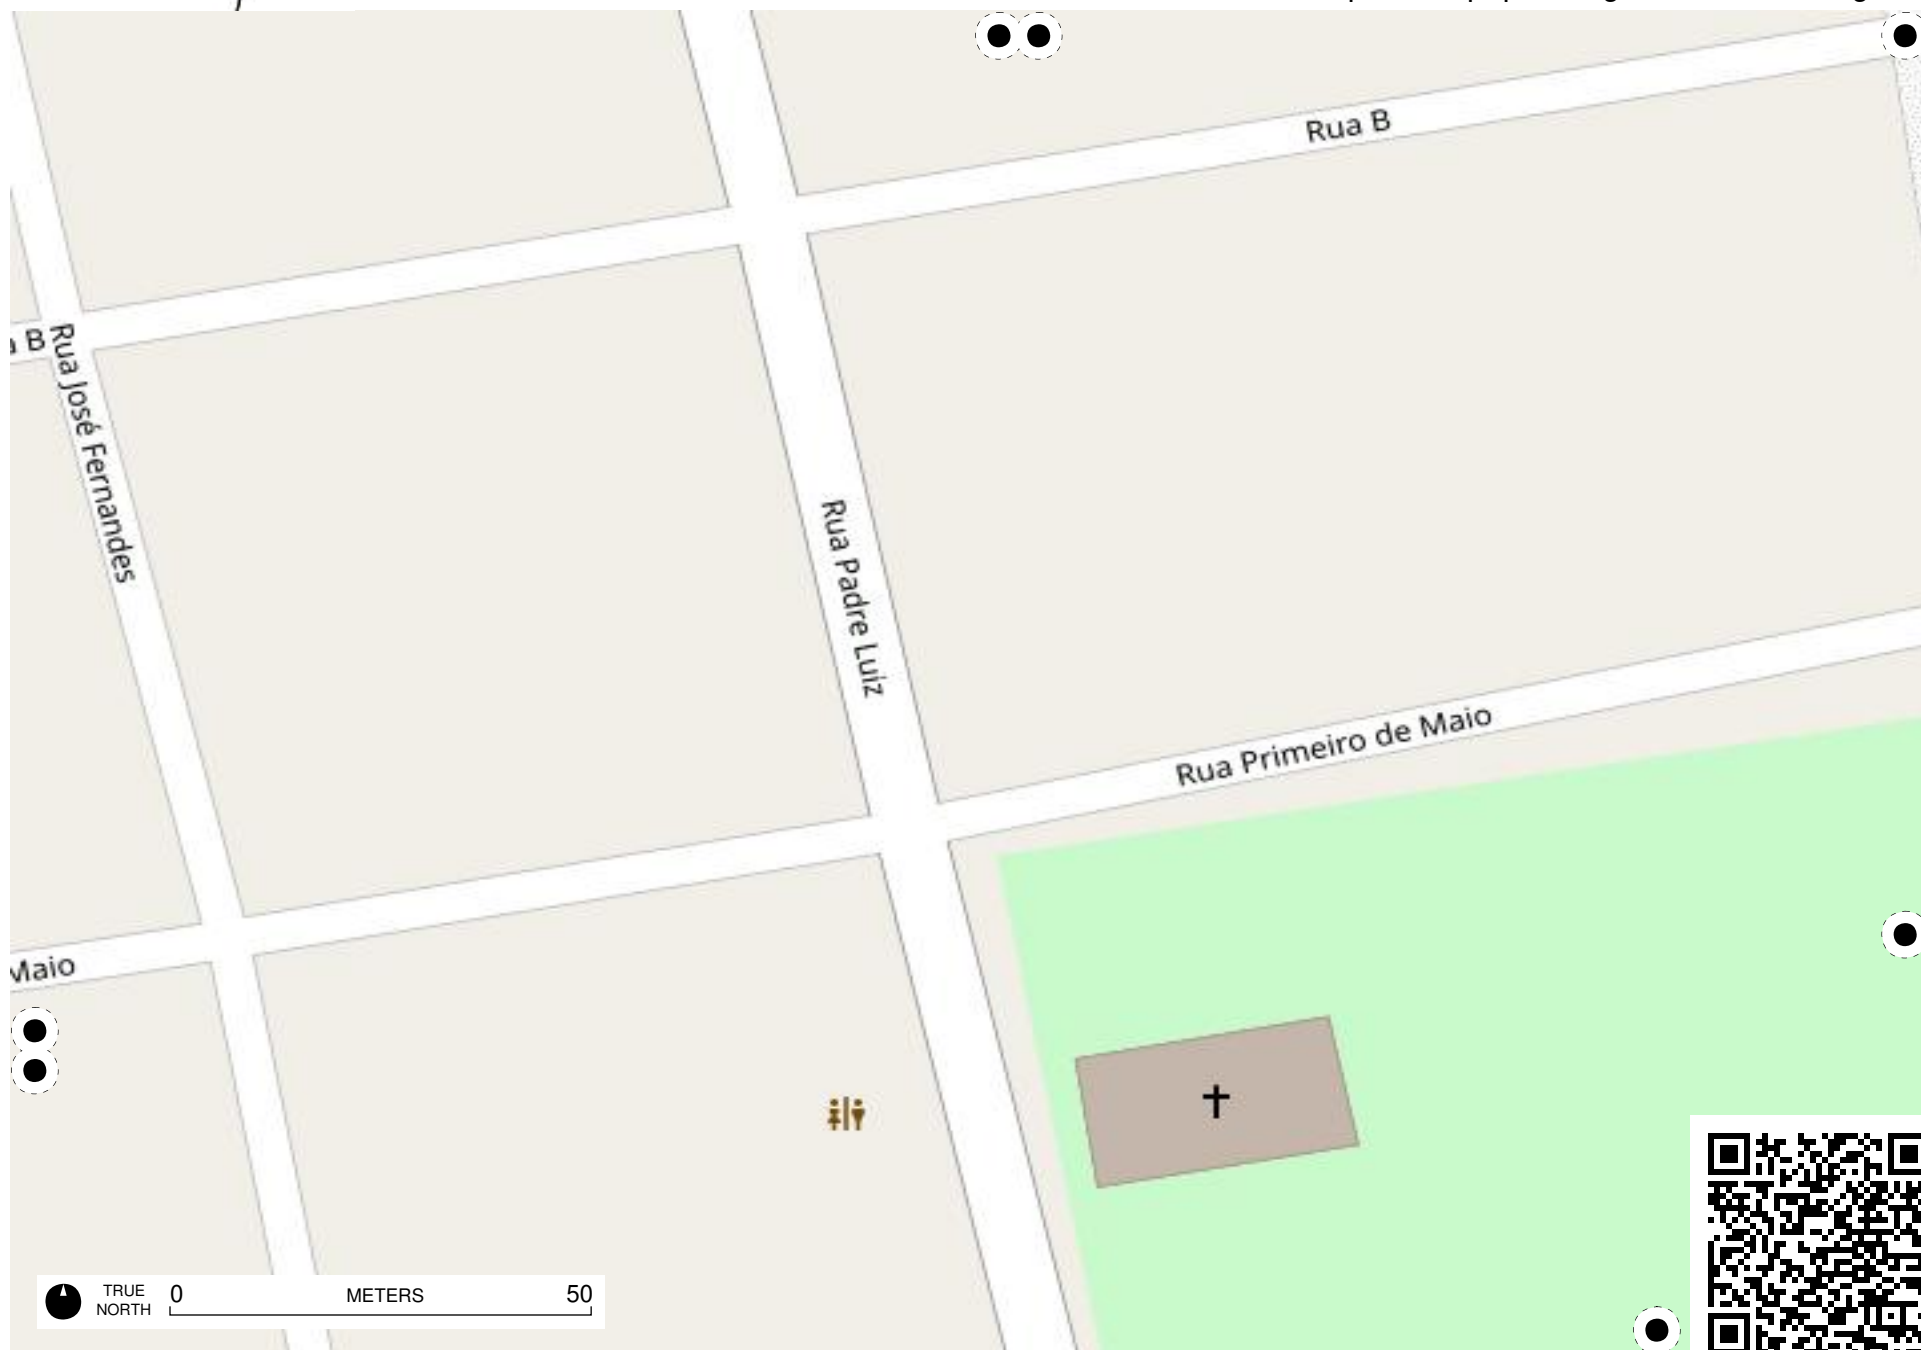 Rua B
B
Rua José Fernandes
Rua Padre Luiz
Rua Primeiro de Maio
Maio
TRUE
NORTH
0 METERS 50